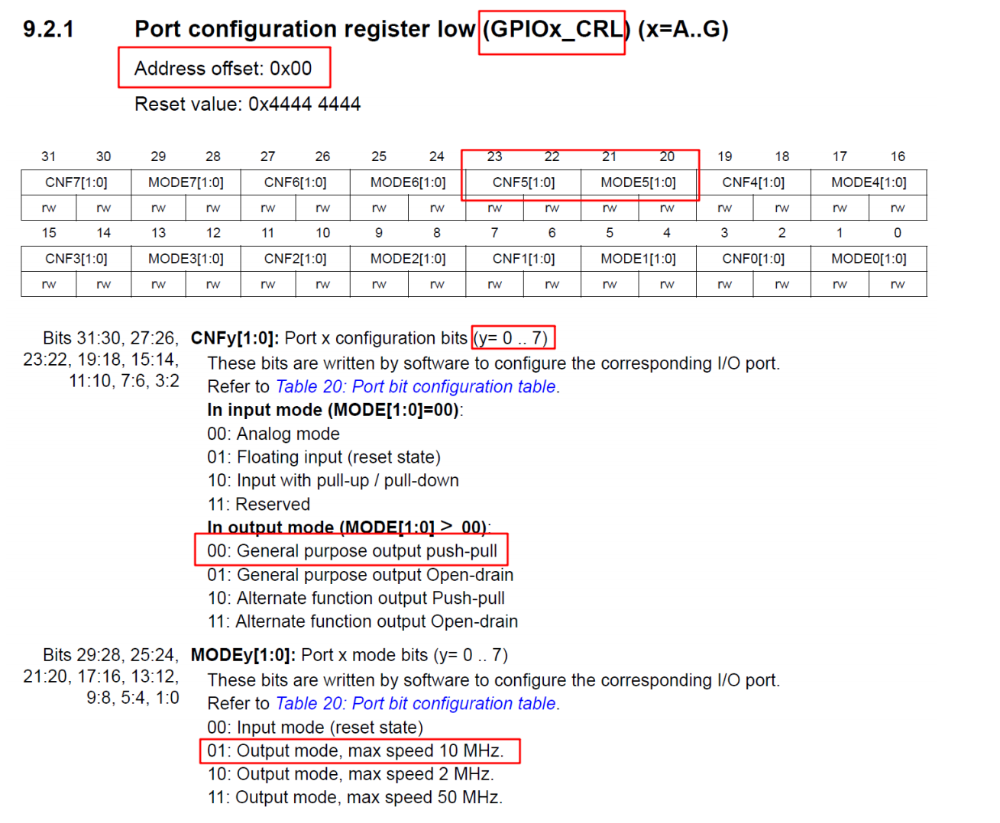 9.2.1 Port configuration register low (GPIOx_CRL) (x=A..G)
Address offset: 0x00
Reset value: 0x4444 4444
31 30 29 28 27 26 25 24 23 22 21 20 19 18 17 16
CNF7[1:0] MODE7[1:0] CNF6[1:0] MODE6[1:0] CNF5[1:0] MODE5[1:0] CNF4[1:0] MODE4[1:0]
rw rw rw rw rw rw rw rw rw rw rw rw rw rw rw rw
15 14 13 12 11 10 9 8 7 6 5 4 3 2 1 0
CNF3[1:0] MODE3[1:0] CNF2[1:0] MODE2[1:0] CNF1[1:0] MODE1[1:0] CNF0[1:0] MODE0[1:0]
rw rw rw rw rw rw rw rw rw rw rw rw rw rw rw rw
Bits 31:30, 27:26,
23:22, 19:18, 15:14,
11:10, 7:6, 3:2
CNFy[1:0]: Port x configuration bits (y= 0 .. 7)
These bits are written by software to configure the corresponding I/O port.
Refer to Table 20: Port bit configuration table.
In input mode (MODE[1:0]=00):
00: Analog mode
01: Floating input (reset state)
10: Input with pull-up / pull-down
11: Reserved
In output mode (MODE[1:0] > 00):
00: General purpose output push-pull
01: General purpose output Open-drain
10: Alternate function output Push-pull
11: Alternate function output Open-drain
Bits 29:28, 25:24,
21:20, 17:16, 13:12,
9:8, 5:4, 1:0
MODEy[1:0]: Port x mode bits (y= 0 .. 7)
These bits are written by software to configure the corresponding I/O port.
Refer to Table 20: Port bit configuration table.
00: Input mode (reset state)
01: Output mode, max speed 10 MHz.
10: Output mode, max speed 2 MHz.
11: Output mode, max speed 50 MHz.